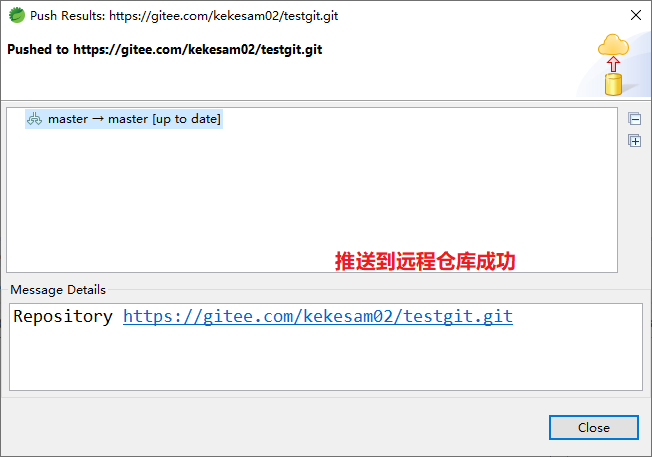 Push Results: https://gitee.com/kekesam02/testgit.git
Pushed to https://gitee.com/kekesam02/testgit.git
master → master [up to date]
推送到远程仓库成功
Message Details
Repository https://gitee.com/kekesam02/testgit.git
Close